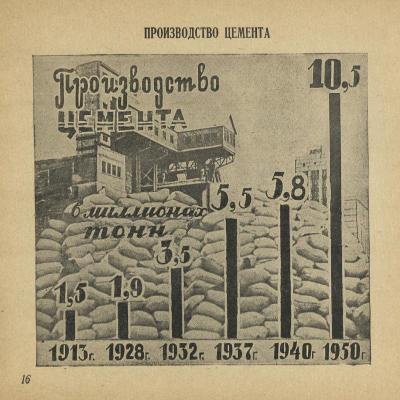 ПРОИЗВОДСТВО ЦЕМЕНТА
Производство
ЦЕМЕНТА
в миллионах
тонн
1,5 1,9 3,5 5,5 5,8 10,5
1913г. 1928г. 1932г. 1937г. 1940г 1950г.
16